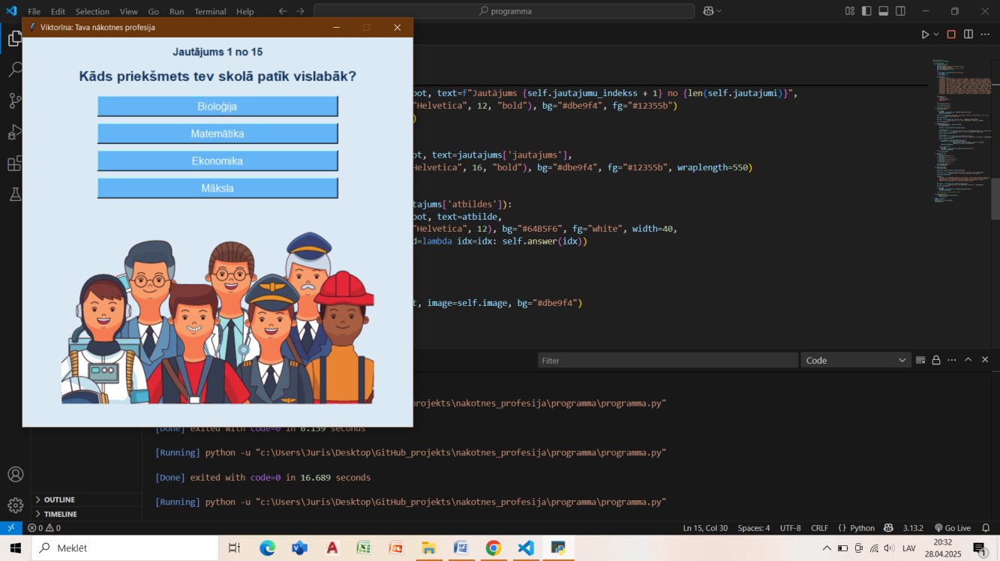 File Edit Selection View Go Run Terminal Help
programma
Viktorīna: Tava nākotnes profesija
Jautājums 1 no 15
Kāds priekšmets tev skolā patīk vislabāk?
Bioloģija
Matemātika
Ekonomika
Māksla
oot, text=f"Jautājums {self.jautajumu_indekss + 1} no {len(self.jautajumi)}",
"Helvetica", 12, "bold"), bg="#dbe9f4", fg="#12355b")
)
ot, text=jautajums['jautajums'],
Helvetica", 16, "bold"), bg="#dbe9f4", fg="#12355b", wraplength=550)
tajums['atbildes']):
oot, text=atbilde,
"Helvetica", 12), bg="#64B5F6", fg="white", width=40,
d=lambda idx=idx: self.answer(idx))
t, image=self.image, bg="#dbe9f4")
Filter
Code
rojekts\nakotnes_profesija\programma\programma.py"
[Done] exited with code=0 in 6.159 seconds
[Running] python -u "c:\Users\Juris\Desktop\GitHub_projekts\nakotnes_profesija\programma\programma.py"
[Done] exited with code=0 in 16.689 seconds
[Running] python -u "c:\Users\Juris\Desktop\GitHub_projekts\nakotnes_profesija\programma\programma.py"
OUTLINE
TIMELINE
0 0
Ln 15, Col 30 Spaces: 4 UTF-8 CRLF {} Python 3.13.2 Go Live
Meklēt
LAV
20:32
28.04.2025
1